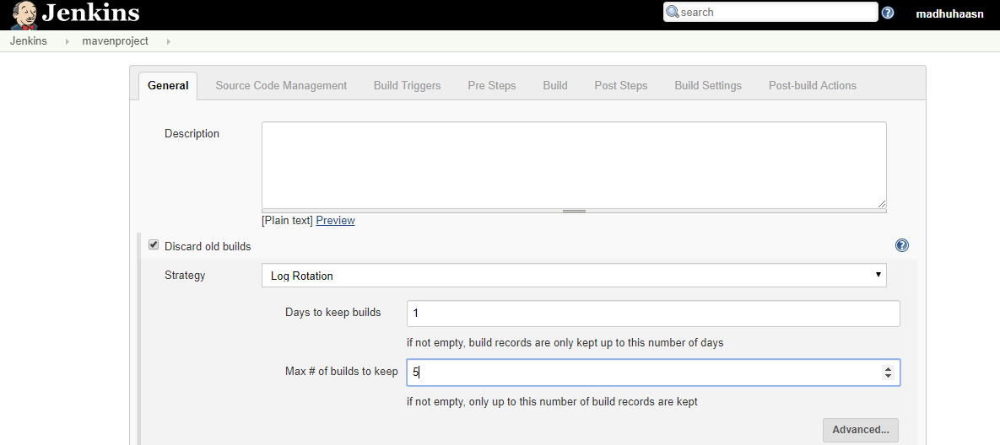 Jenkins
search
madhuhaasn
Jenkins
mavenproject
General
Source Code Management
Build Triggers
Pre Steps
Build
Post Steps
Build Settings
Post-build Actions
Description
[Plain text] Preview
Discard old builds
Strategy
Log Rotation
Days to keep builds
1
if not empty, build records are only kept up to this number of days
Max # of builds to keep
5
if not empty, only up to this number of build records are kept
Advanced...